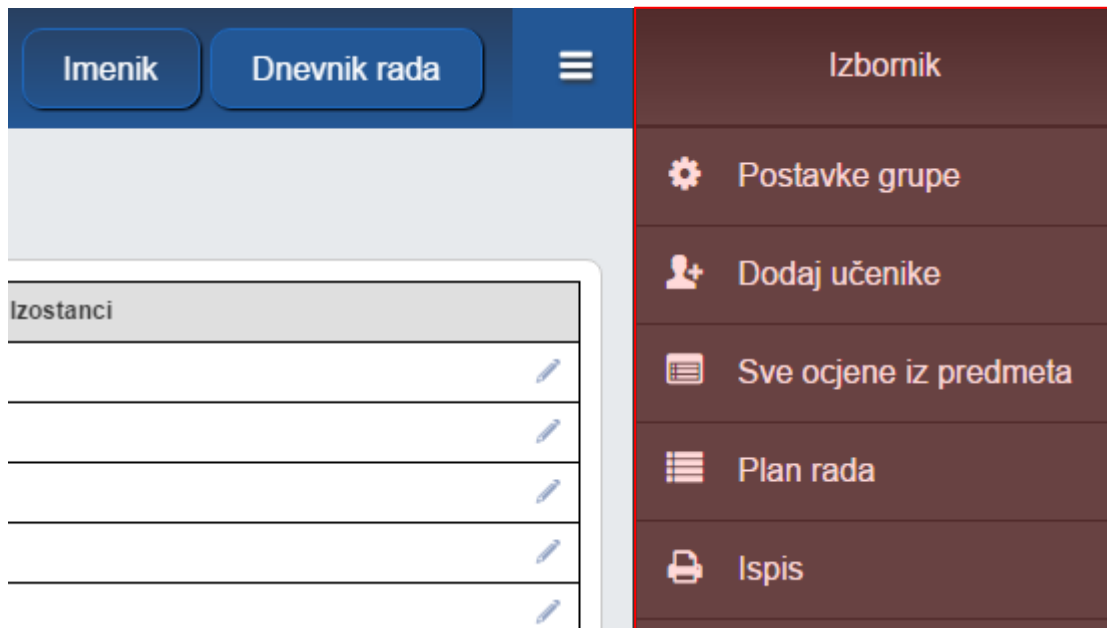 Imenik
Dnevnik rada
Izbornik
Postavke grupe
Dodaj učenike
Izostanci
Sve ocjene iz predmeta
Plan rada
Ispis